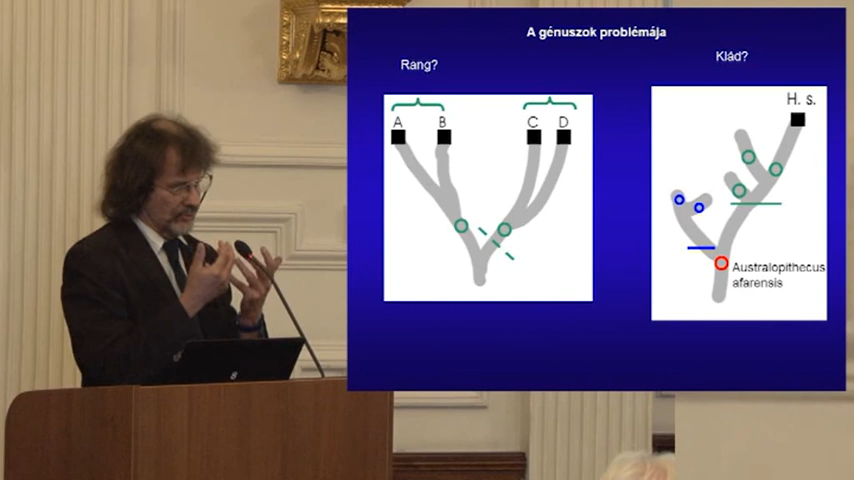 A génuszok problémája
Rang?
Klád?
A B C D
H. s.
Australopithecus
afarensis